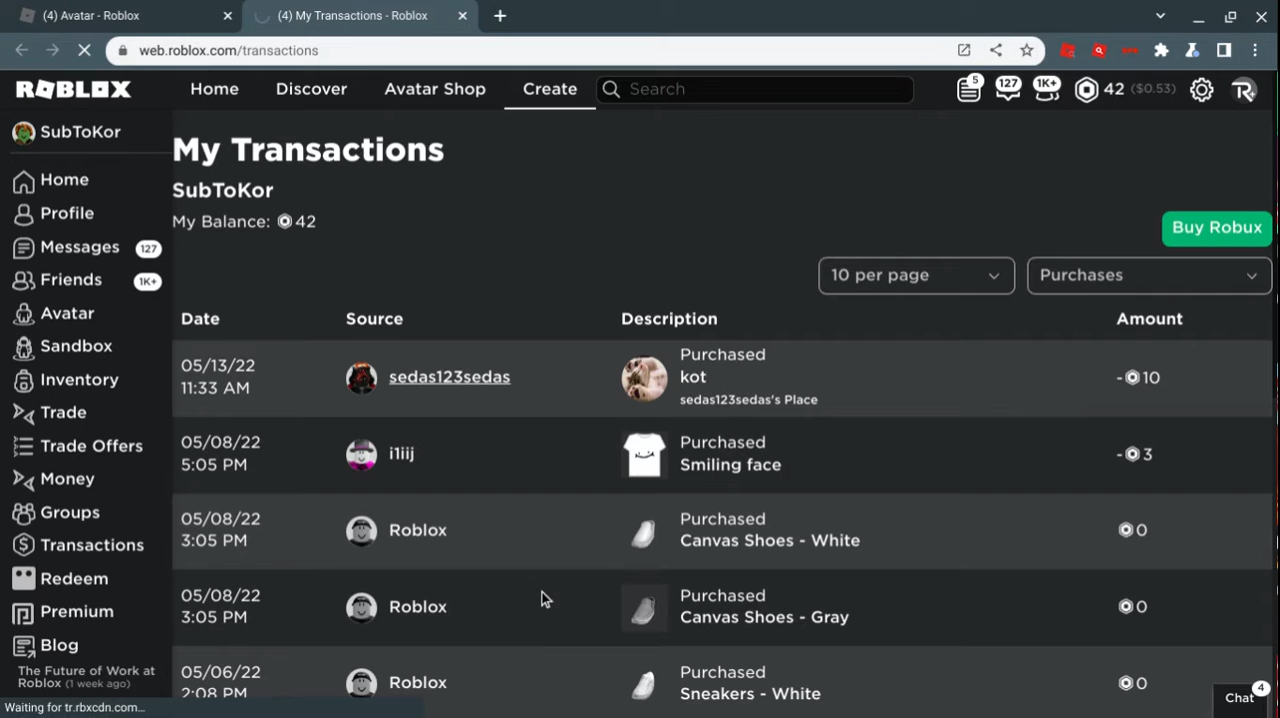 (4) Avatar - Roblox
(4) My Transactions - Roblox
web.roblox.com/transactions
ROBLOX
Home
Discover
Avatar Shop
Create
Search
5
127
1K+
42 ($0.53)
SubToKor
Home
Profile
Messages 127
Friends 1K+
Avatar
Sandbox
Inventory
Trade
Trade Offers
Money
Groups
Transactions
Redeem
Premium
Blog
The Future of Work at
Roblox (1 week ago)
Waiting for tr.rbxcdn.com...
My Transactions
SubToKor
My Balance: 42
Buy Robux
10 per page
Purchases
Date Source Description Amount
05/13/22
11:33 AM
sedas123sedas
Purchased
kot
sedas123sedas's Place
-10
05/08/22
5:05 PM
i1iij
Purchased
Smiling face
-3
05/08/22
3:05 PM
Roblox
Purchased
Canvas Shoes - White
0
05/08/22
3:05 PM
Roblox
Purchased
Canvas Shoes - Gray
0
05/06/22
2:08 PM
Roblox
Purchased
Sneakers - White
0
Chat 4